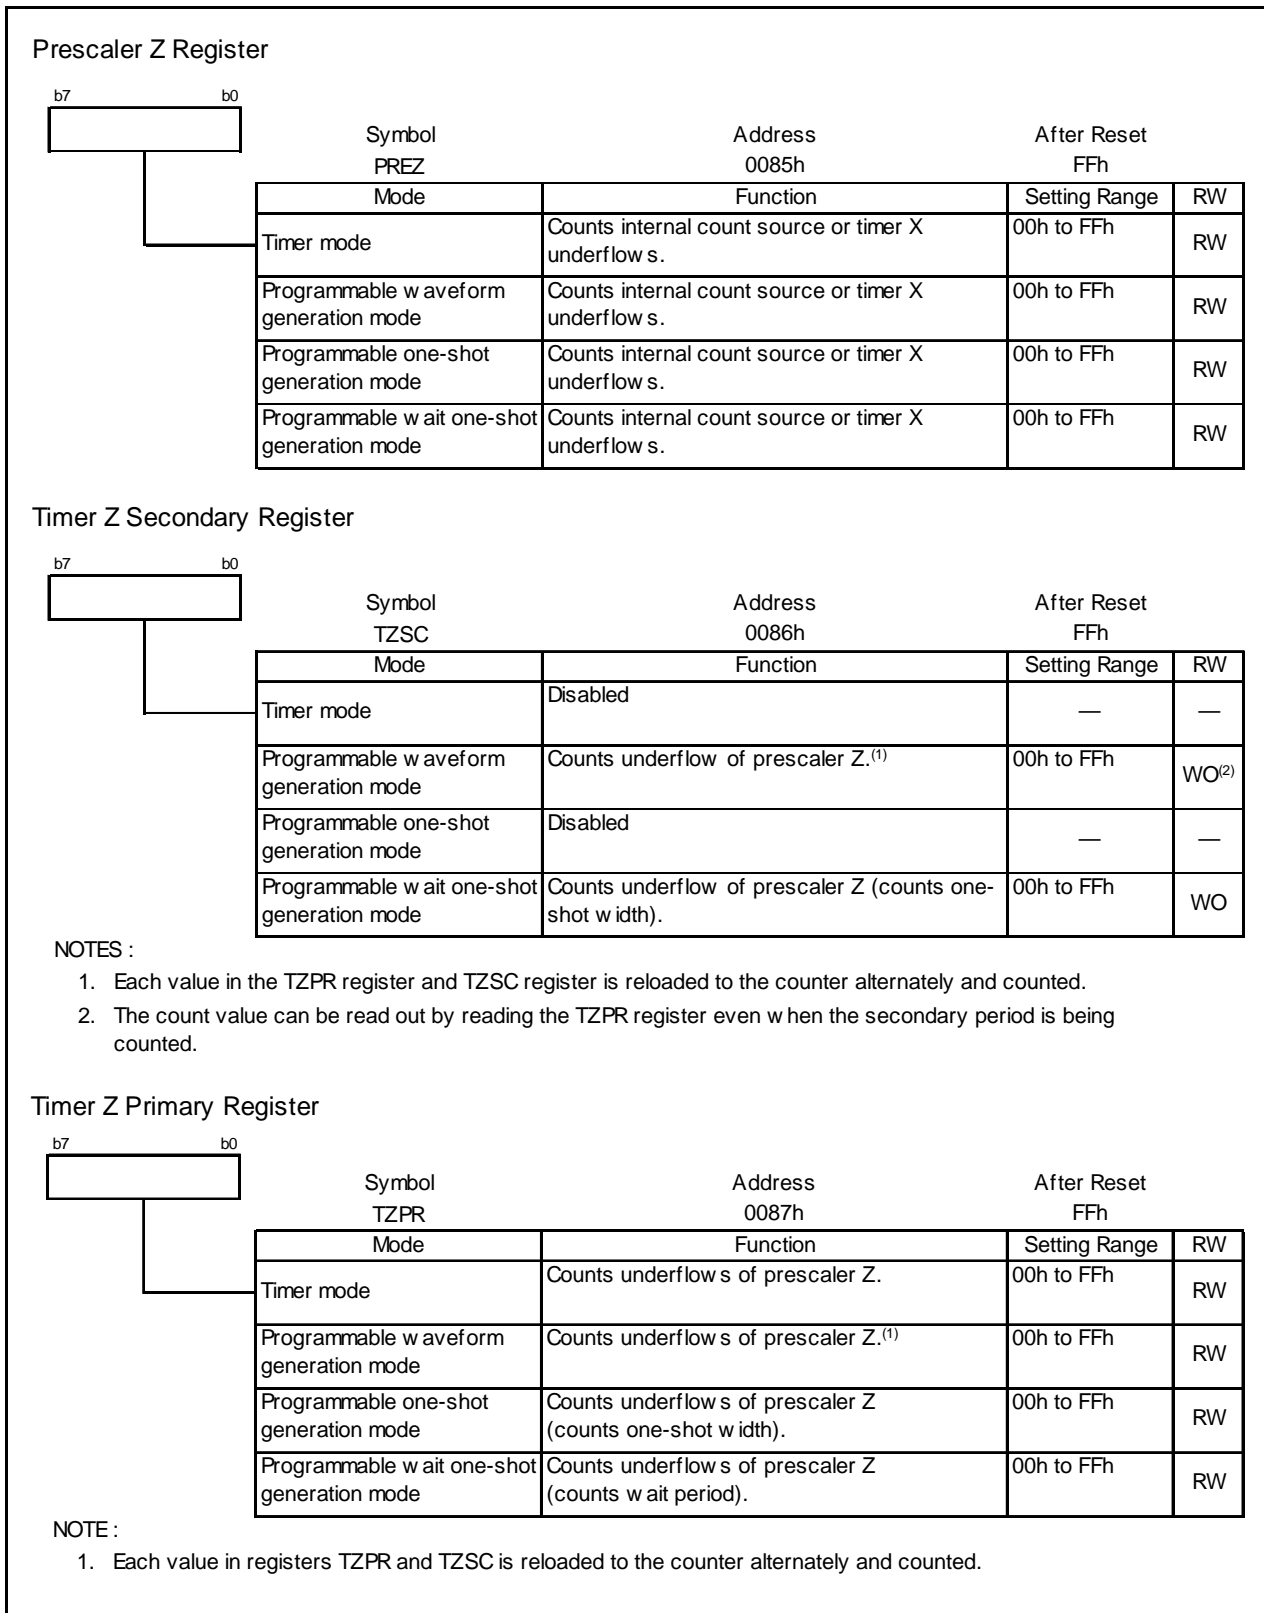 Prescaler Z Register
b7 b0
Symbol Address After Reset
PREZ 0085h FFh
Mode Function Setting Range RW
Timer mode Counts internal count source or timer X underflows. 00h to FFh RW
Programmable waveform generation mode Counts internal count source or timer X underflows. 00h to FFh RW
Programmable one-shot generation mode Counts internal count source or timer X underflows. 00h to FFh RW
Programmable wait one-shot generation mode Counts internal count source or timer X underflows. 00h to FFh RW
Timer Z Secondary Register
b7 b0
Symbol Address After Reset
TZSC 0086h FFh
Mode Function Setting Range RW
Timer mode Disabled — —
Programmable waveform generation mode Counts underflow of prescaler Z.(1) 00h to FFh WO(2)
Programmable one-shot generation mode Disabled — —
Programmable wait one-shot generation mode Counts underflow of prescaler Z (counts one-shot width). 00h to FFh WO
NOTES :
1. Each value in the TZPR register and TZSC register is reloaded to the counter alternately and counted.
2. The count value can be read out by reading the TZPR register even when the secondary period is being
counted.
Timer Z Primary Register
b7 b0
Symbol Address After Reset
TZPR 0087h FFh
Mode Function Setting Range RW
Timer mode Counts underflows of prescaler Z. 00h to FFh RW
Programmable waveform generation mode Counts underflows of prescaler Z.(1) 00h to FFh RW
Programmable one-shot generation mode Counts underflows of prescaler Z (counts one-shot width). 00h to FFh RW
Programmable wait one-shot generation mode Counts underflows of prescaler Z (counts wait period). 00h to FFh RW
NOTE :
1. Each value in registers TZPR and TZSC is reloaded to the counter alternately and counted.